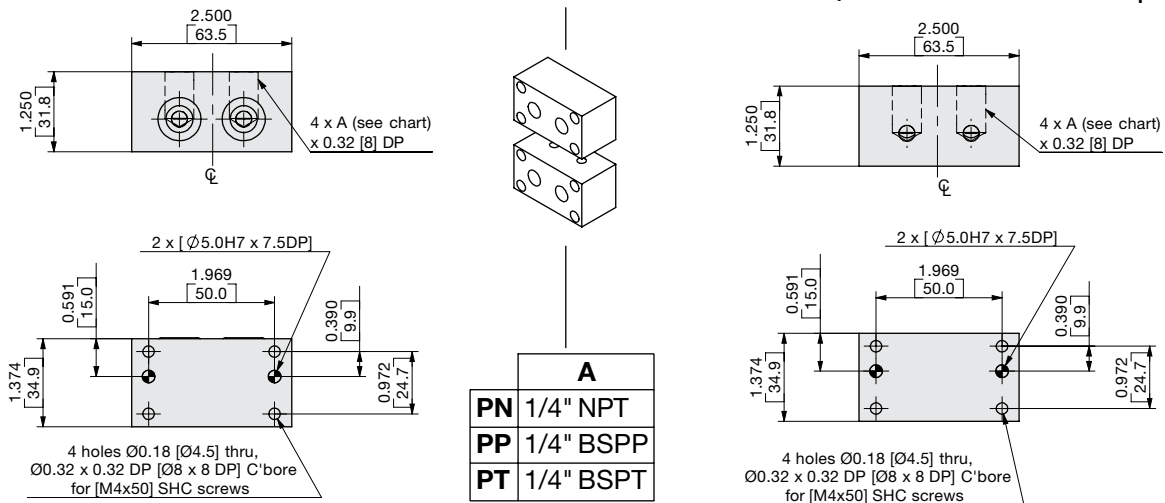 2.500
63.5
1.250
31.8
4 x A (see chart)
x 0.32 [8] DP
℄
2 x [∅5.0H7 x 7.5DP]
1.969
50.0
0.591
15.0
0.390
9.9
1.374
34.9
0.972
24.7
4 holes Ø0.18 [Ø4.5] thru,
Ø0.32 x 0.32 DP [Ø8 x 8 DP] C'bore
for [M4x50] SHC screws
A
PN 1/4" NPT
PP 1/4" BSPP
PT 1/4" BSPT
2.500
63.5
1.250
31.8
4 x A (see chart)
x 0.32 [8] DP
℄
2 x [∅5.0H7 x 7.5DP]
1.969
50.0
0.591
15.0
0.390
9.9
1.374
34.9
0.972
24.7
4 holes Ø0.18 [Ø4.5] thru,
Ø0.32 x 0.32 DP [Ø8 x 8 DP] C'bore
for [M4x50] SHC screws